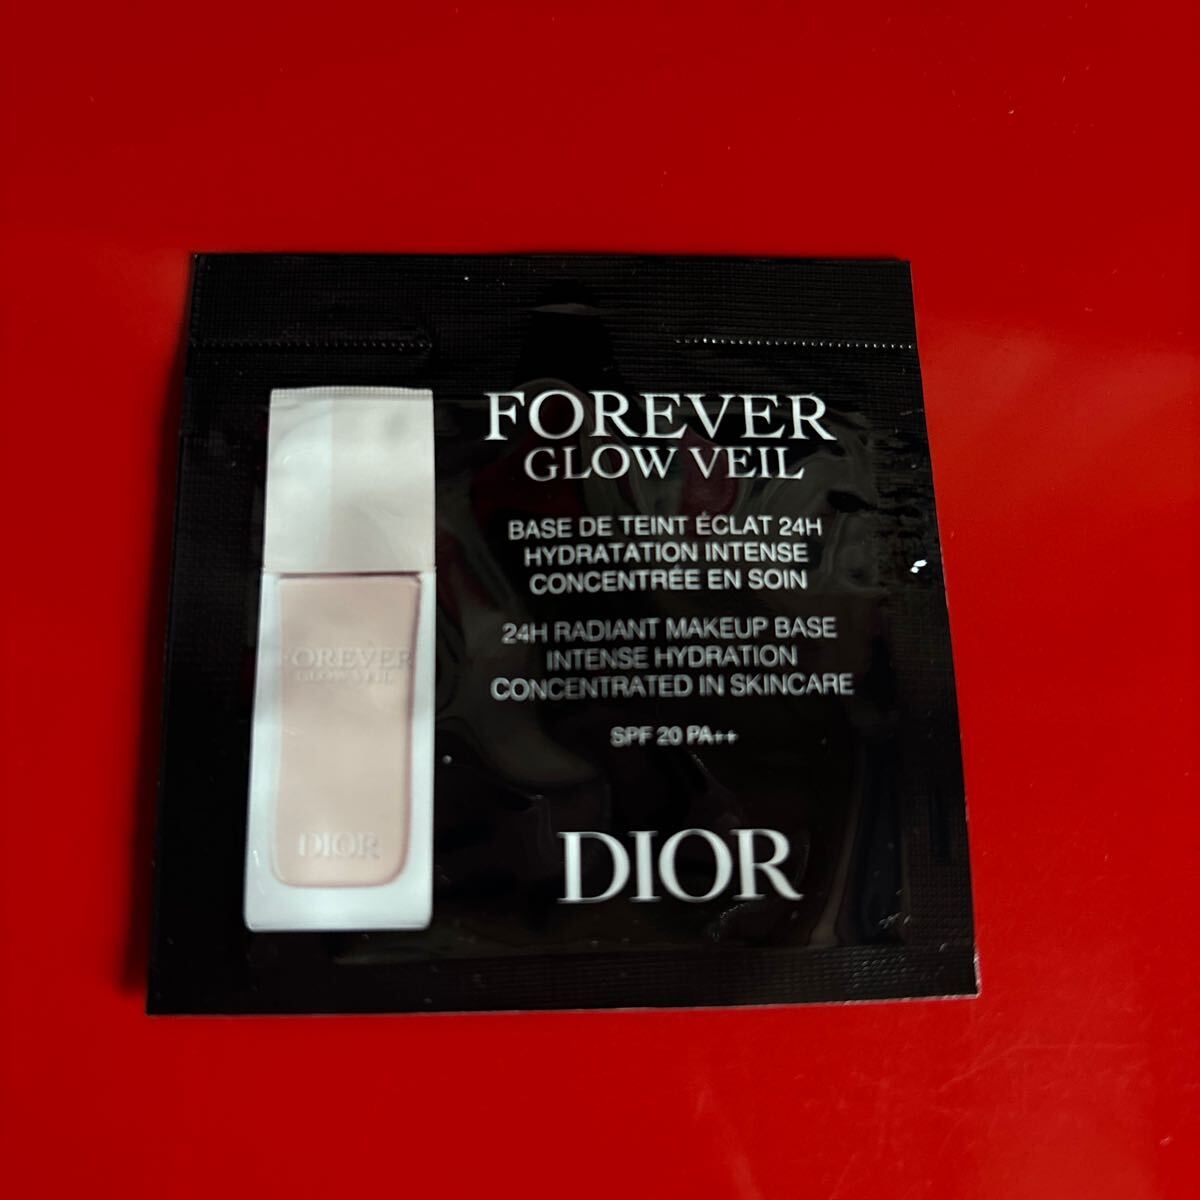 FOREVER
GLOW VEIL
BASE DE TEINT ÉCLAT 24H
HYDRATATION INTENSE
CONCENTRÉE EN SOIN
24H RADIANT MAKEUP BASE
INTENSE HYDRATION
CONCENTRATED IN SKINCARE
SPF 20 PA++
DIOR
FOREVER
GLOW VEIL
DIOR